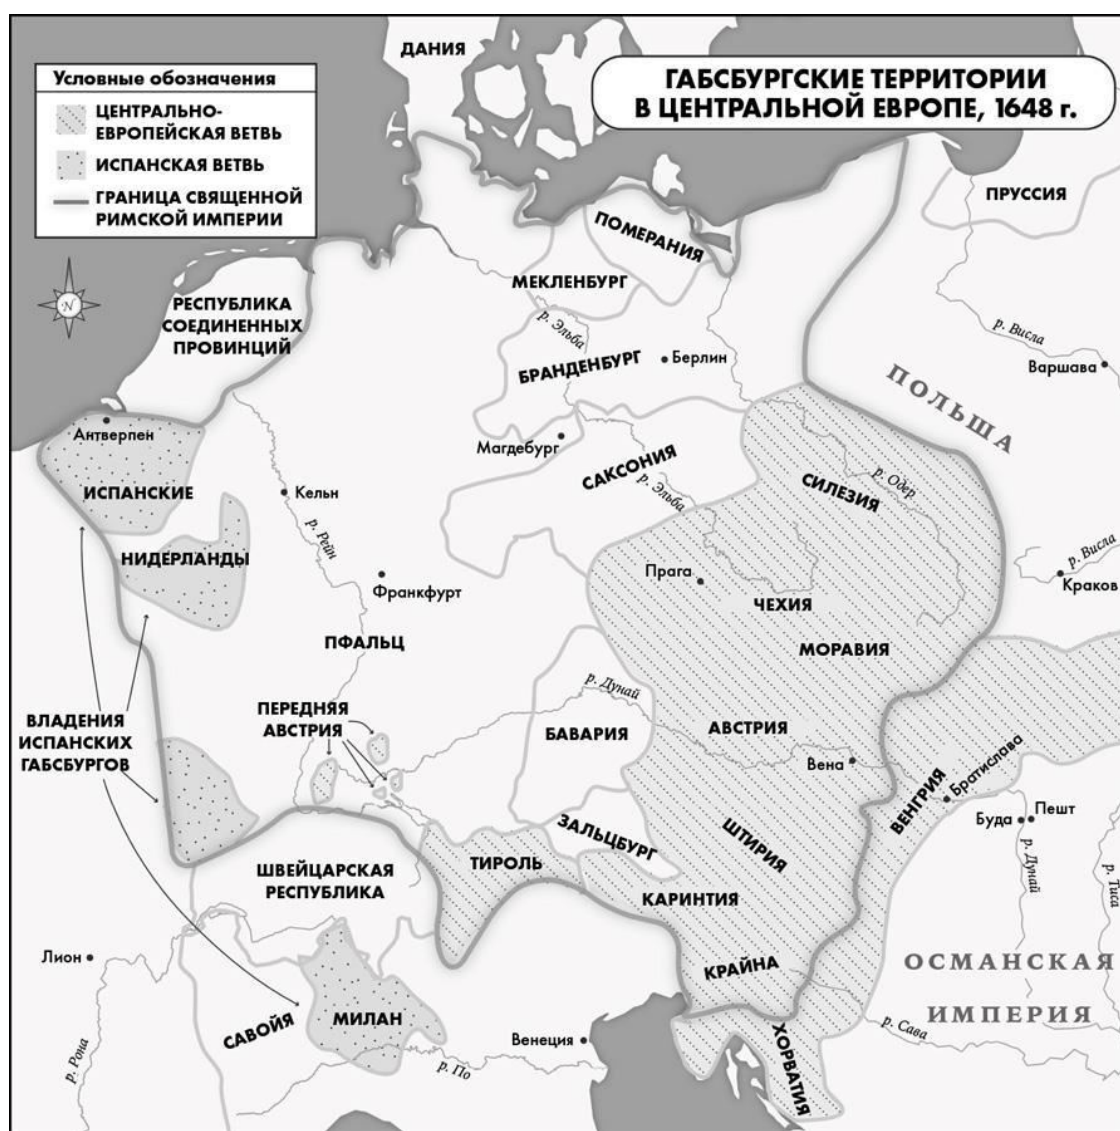 ГАБСБУРГСКИЕ ТЕРРИТОРИИ
В ЦЕНТРАЛЬНОЙ ЕВРОПЕ, 1648 г.
Условные обозначения
ЦЕНТРАЛЬНО-
ЕВРОПЕЙСКАЯ ВЕТВЬ
ИСПАНСКАЯ ВЕТВЬ
ГРАНИЦА СВЯЩЕННОЙ
РИМСКОЙ ИМПЕРИИ
ДАНИЯ
ПРУССИЯ
ПОМЕРАНИЯ
МЕКЛЕНБУРГ
N
РЕСПУБЛИКА
СОЕДИНЕННЫХ
ПРОВИНЦИЙ
р. Эльба
р. Висла
БРАНДЕНБУРГ
Берлин
Варшава
ПОЛЬША
Антверпен
Магдебург
САКСОНИЯ
р. Эльба
ИСПАНСКИЕ
Кельн
СИЛЕЗИЯ
р. Одер
р. Рейн
НИДЕРЛАНДЫ
Франкфурт
Прага
р. Висла
Краков
ЧЕХИЯ
ПФАЛЬЦ
МОРАВИЯ
р. Дунай
ВЛАДЕНИЯ
ИСПАНСКИХ
ГАБСБУРГОВ
ПЕРЕДНЯЯ
АВСТРИЯ
БАВАРИЯ
АВСТРИЯ
Вена
ВЕНГРИЯ
Братислава
Буда
Пешт
р. Дунай
р. Тиса
ЗАЛЬЦБУРГ
ШТИРИЯ
ШВЕЙЦАРСКАЯ
РЕСПУБЛИКА
ТИРОЛЬ
КАРИНТИЯ
Лион
КРАЙНА
ОСМАНСКАЯ
ИМПЕРИЯ
САВОЙЯ
МИЛАН
Венеция
р. Сава
ХОРВАТИЯ
р. Рона
р. По